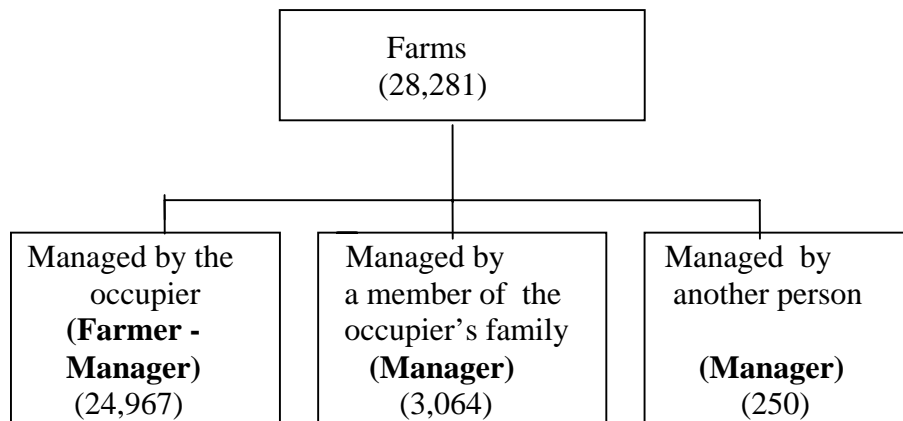 Farms
(28,281)
Managed by the
occupier
(Farmer -
Manager)
(24,967)
Managed by
a member of the
occupier's family
(Manager)
(3,064)
Managed by
another person
(Manager)
(250)